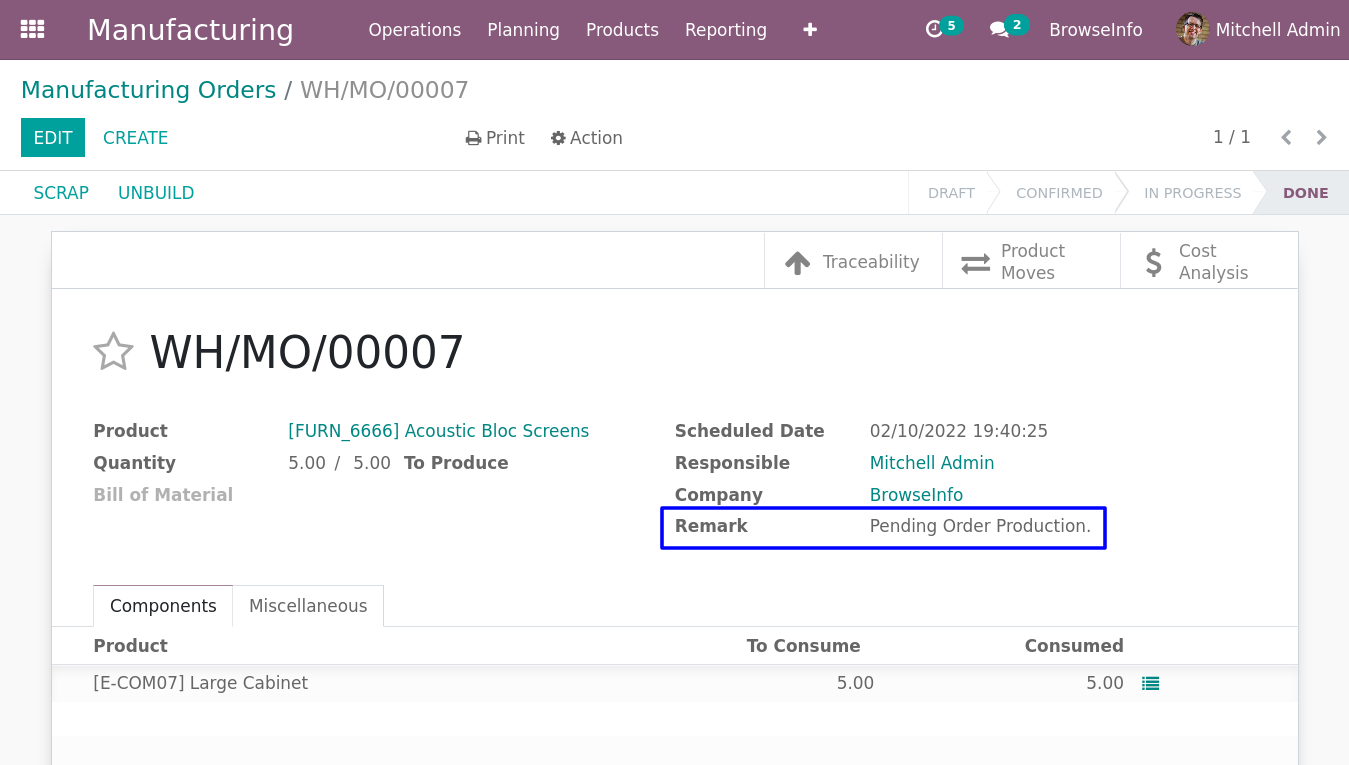 Manufacturing Operations Planning Products Reporting + 5 2 BrowseInfo Mitchell Admin
Manufacturing Orders / WH/MO/00007
EDIT CREATE Print Action 1 / 1
SCRAP UNBUILD DRAFT CONFIRMED IN PROGRESS DONE
Traceability Product Moves Cost Analysis
WH/MO/00007
Product [FURN_6666] Acoustic Bloc Screens
Quantity 5.00 / 5.00 To Produce
Bill of Material
Scheduled Date 02/10/2022 19:40:25
Responsible Mitchell Admin
Company BrowseInfo
Remark Pending Order Production.
Components Miscellaneous
Product To Consume Consumed
[E-COM07] Large Cabinet 5.00 5.00